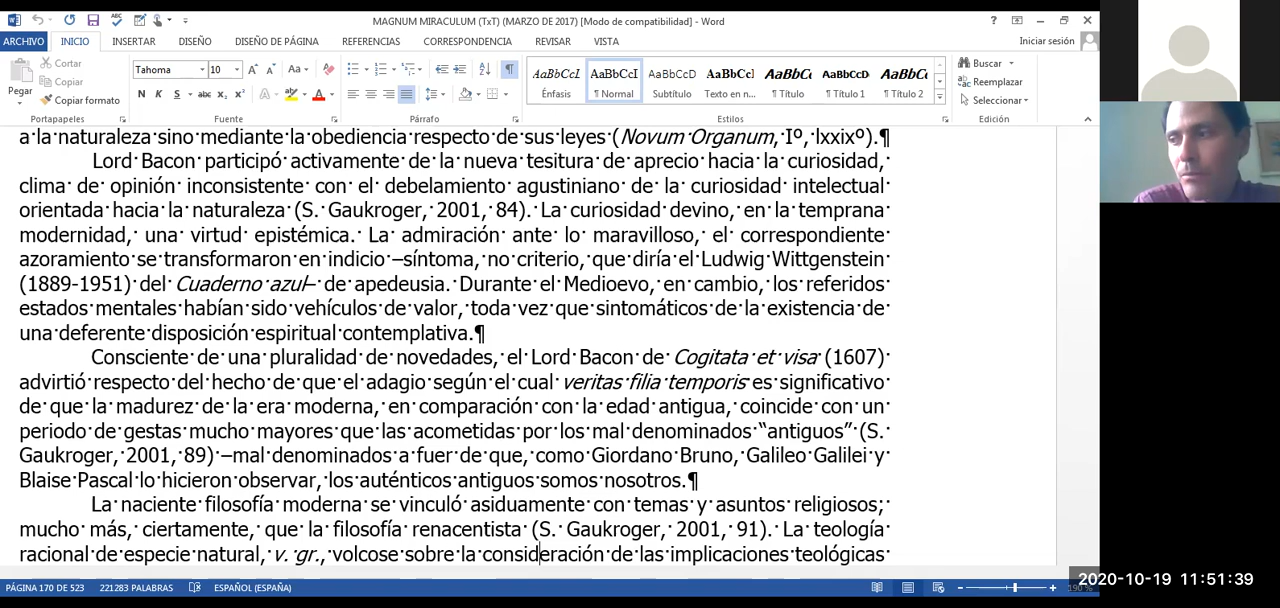 MAGNUM MIRACULUM (TxT) (MARZO DE 2017) [Modo de compatibilidad] - Word
ARCHIVO INICIO INSERTAR DISEÑO DISEÑO DE PÁGINA REFERENCIAS CORRESPONDENCIA REVISAR VISTA Iniciar sesión
Pegar
Cortar
Copiar
Copiar formato
Portapapeles
Tahoma 10
N K S abc x₂ x²
Fuente
Párrafo
AaBbCcI AaBbCcI AaBbCcD AaBbCc AaBbCc AaBbCcD AaBbCc
Énfasis ¶ Normal Subtítulo Texto en n... ¶ Título ¶ Título 1 ¶ Título 2
Estilos
Buscar
Reemplazar
Seleccionar
Edición
a la naturaleza sino mediante la obediencia respecto de sus leyes (Novum Organum, Iº, lxxixº).¶
Lord Bacon participó activamente de la nueva tesitura de aprecio hacia la curiosidad,
clima de opinión inconsistente con el debelamiento agustiniano de la curiosidad intelectual
orientada hacia la naturaleza (S. Gaukroger, 2001, 84). La curiosidad devino, en la temprana
modernidad, una virtud epistémica. La admiración ante lo maravilloso, el correspondiente
azoramiento se transformaron en indicio –síntoma, no criterio, que diría el Ludwig Wittgenstein
(1889-1951) del Cuaderno azul– de apedeusia. Durante el Medioevo, en cambio, los referidos
estados mentales habían sido vehículos de valor, toda vez que sintomáticos de la existencia de
una deferente disposición espiritual contemplativa.¶
Consciente de una pluralidad de novedades, el Lord Bacon de Cogitata et visa (1607)
advirtió respecto del hecho de que el adagio según el cual veritas filia temporis es significativo
de que la madurez de la era moderna, en comparación con la edad antigua, coincide con un
periodo de gestas mucho mayores que las acometidas por los mal denominados “antiguos” (S.
Gaukroger, 2001, 89) –mal denominados a fuer de que, como Giordano Bruno, Galileo Galilei y
Blaise Pascal lo hicieron observar, los auténticos antiguos somos nosotros.¶
La naciente filosofía moderna se vinculó asiduamente con temas y asuntos religiosos;
mucho más, ciertamente, que la filosofía renacentista (S. Gaukroger, 2001, 91). La teología
racional de especie natural, v. gr., volcose sobre la consideración de las implicaciones teológicas
PÁGINA 170 DE 523 221283 PALABRAS ESPAÑOL (ESPAÑA) 190 %
2020-10-19 11:51:39